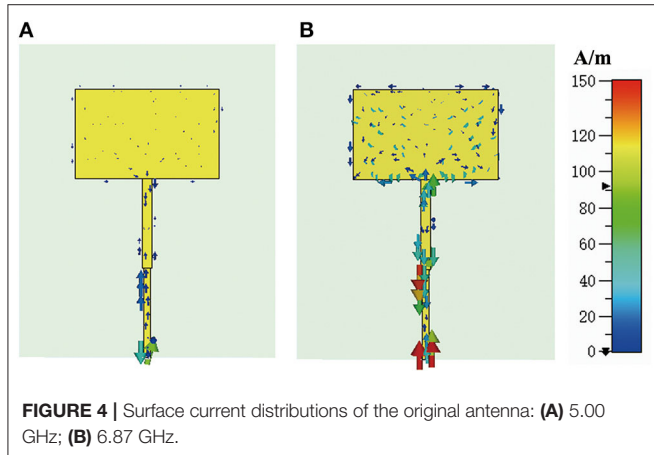 A
B
A/m
150
120
100
80
60
40
20
0
FIGURE 4 | Surface current distributions of the original antenna: (A) 5.00
GHz; (B) 6.87 GHz.